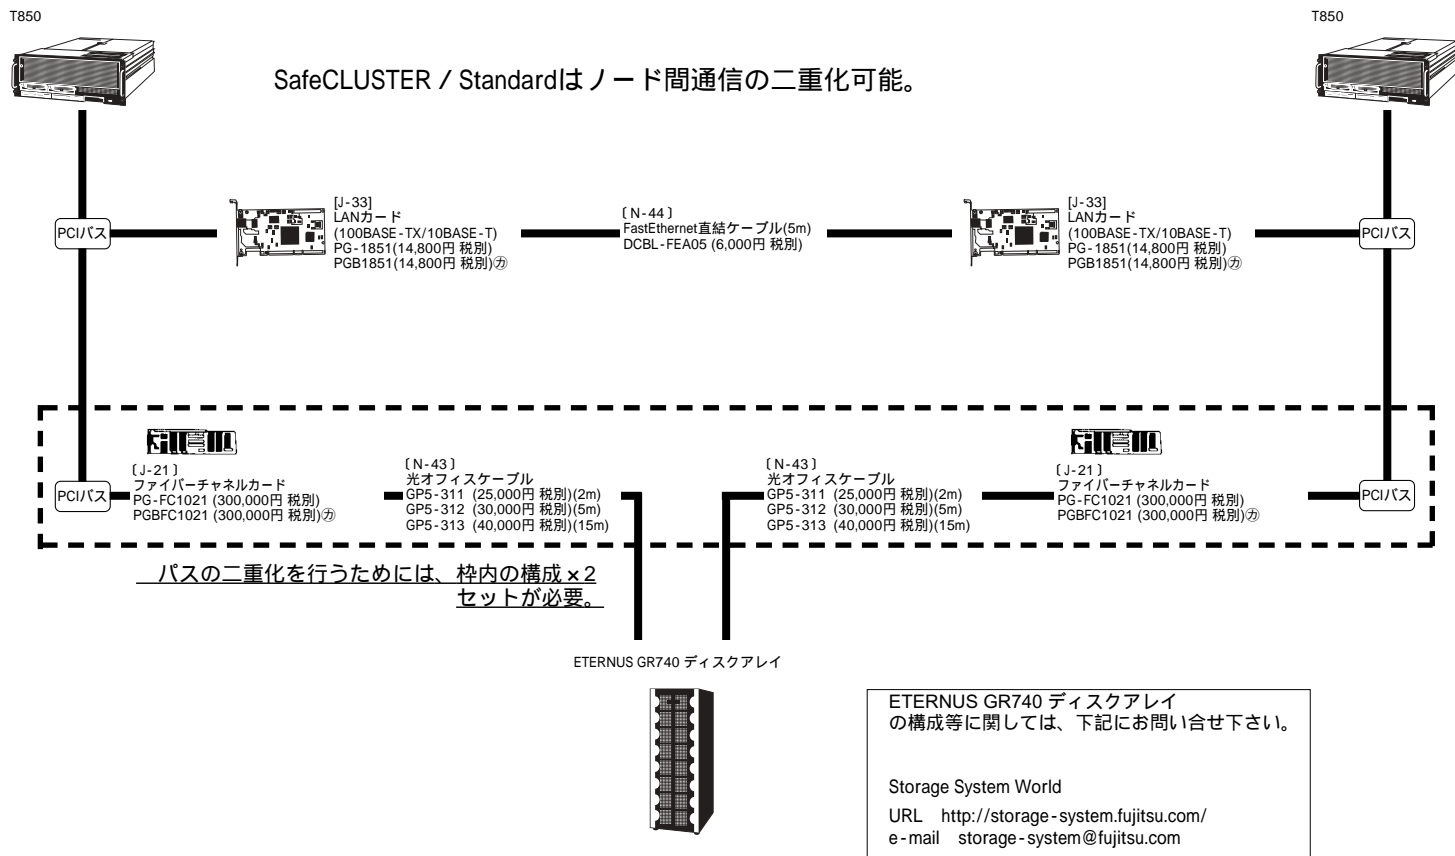 T850
T850
SafeCLUSTER / Standardはノード間通信の二重化可能。
PCIバス
[J-33]
LANカード
(100BASE-TX/10BASE-T)
PG-1851(14,800円 税別)
PGB1851(14,800円 税別)㋕
〔N-44〕
FastEthernet直結ケーブル(5m)
DCBL-FEA05 (6,000円 税別)
[J-33]
LANカード
(100BASE-TX/10BASE-T)
PG-1851(14,800円 税別)
PGB1851(14,800円 税別)㋕
PCIバス
PCIバス
〔J-21〕
ファイバーチャネルカード
PG-FC1021 (300,000円 税別)
PGBFC1021 (300,000円 税別)㋕
〔N-43〕
光オフィスケーブル
GP5-311 (25,000円 税別)(2m)
GP5-312 (30,000円 税別)(5m)
GP5-313 (40,000円 税別)(15m)
〔N-43〕
光オフィスケーブル
GP5-311 (25,000円 税別)(2m)
GP5-312 (30,000円 税別)(5m)
GP5-313 (40,000円 税別)(15m)
〔J-21〕
ファイバーチャネルカード
PG-FC1021 (300,000円 税別)
PGBFC1021 (300,000円 税別)㋕
PCIバス
パスの二重化を行うためには、枠内の構成×2
セットが必要。
ETERNUS GR740 ディスクアレイ
ETERNUS GR740 ディスクアレイ
の構成等に関しては、下記にお問い合せ下さい。
Storage System World
URL http://storage-system.fujitsu.com/
e-mail storage-system@fujitsu.com